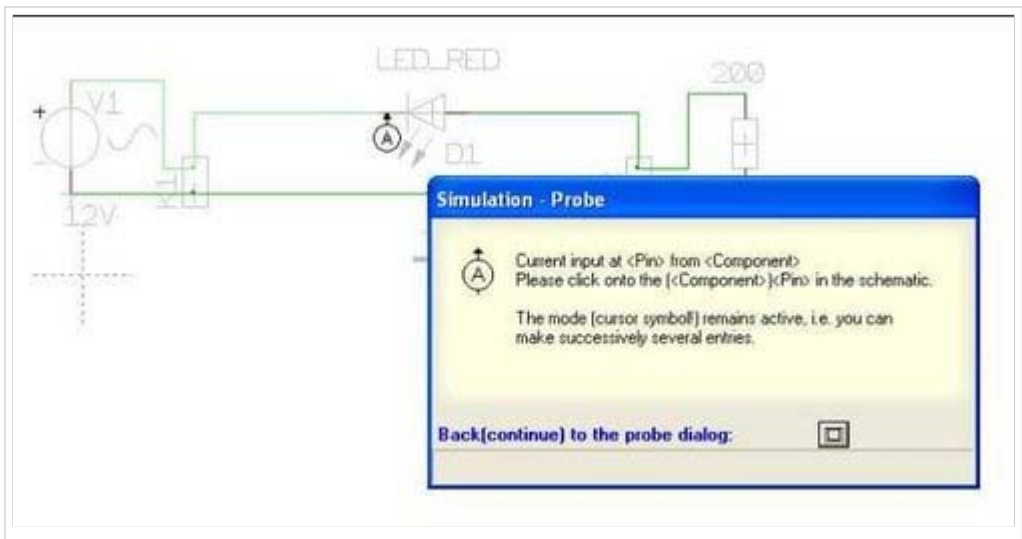 LED_RED
200
+
V1
A
D1
12V
K1
Simulation - Probe
A
Current input at <Pin> from <Component>
Please click onto the [<Component>]<Pin> in the schematic.
The mode (cursor symbol!) remains active, i.e. you can
make successively several entries.
Back(continue) to the probe dialog: